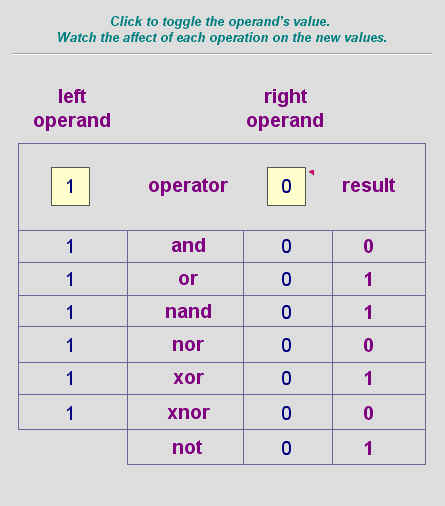 Click to toggle the operand's value.
Watch the affect of each operation on the new values.
left operand
right operand
1 operator 0 result
1 and 0 0
1 or 0 1
1 nand 0 1
1 nor 0 0
1 xor 0 1
1 xnor 0 0
not 0 1